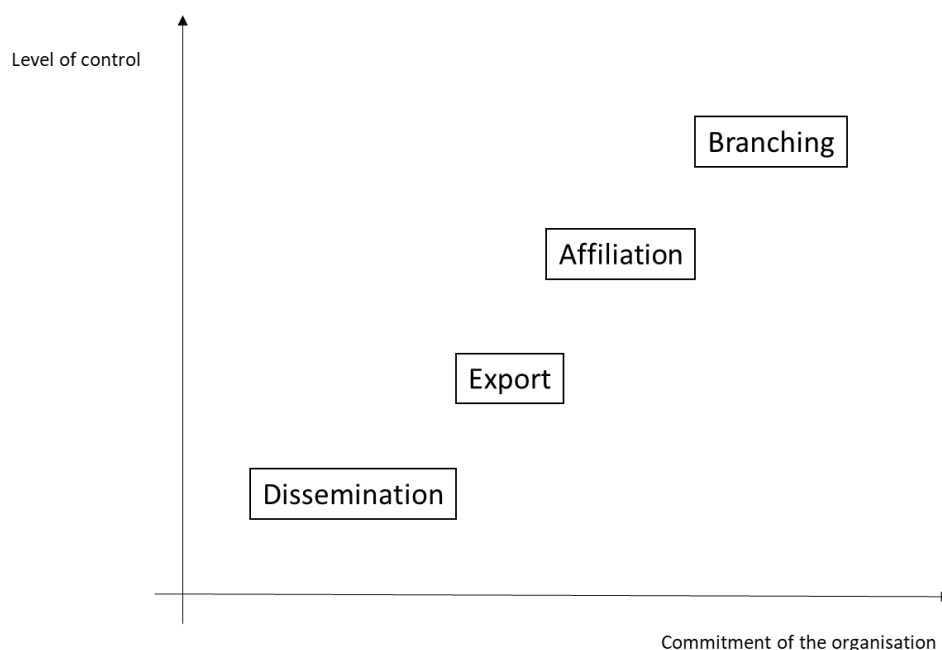 Level of control
Branching
Affiliation
Export
Dissemination
Commitment of the organisation